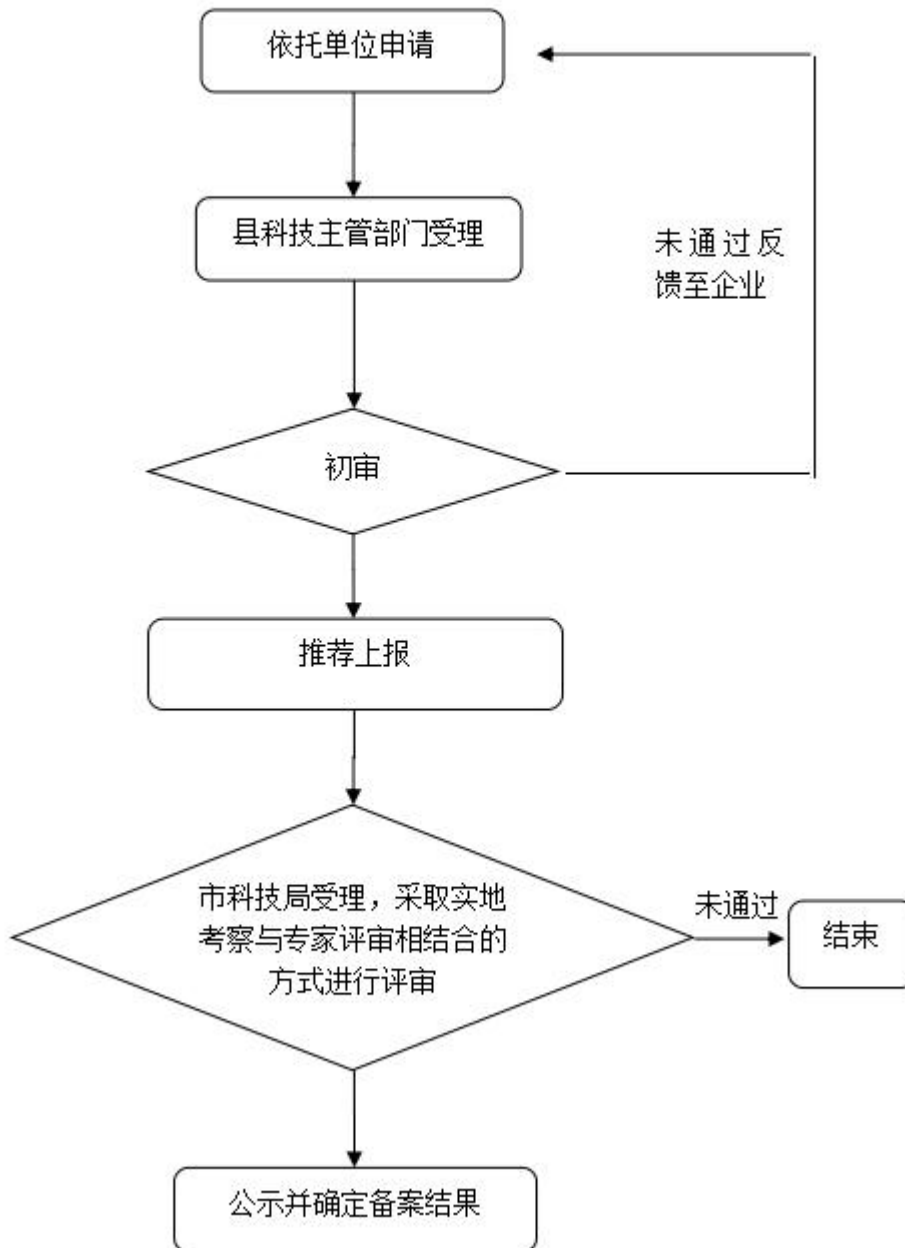 依托单位申请
县科技主管部门受理
未通过反
馈至企业
初审
推荐上报
市科技局受理，采取实地
考察与专家评审相结合的
方式进行评审
未通过
结束
公示并确定备案结果